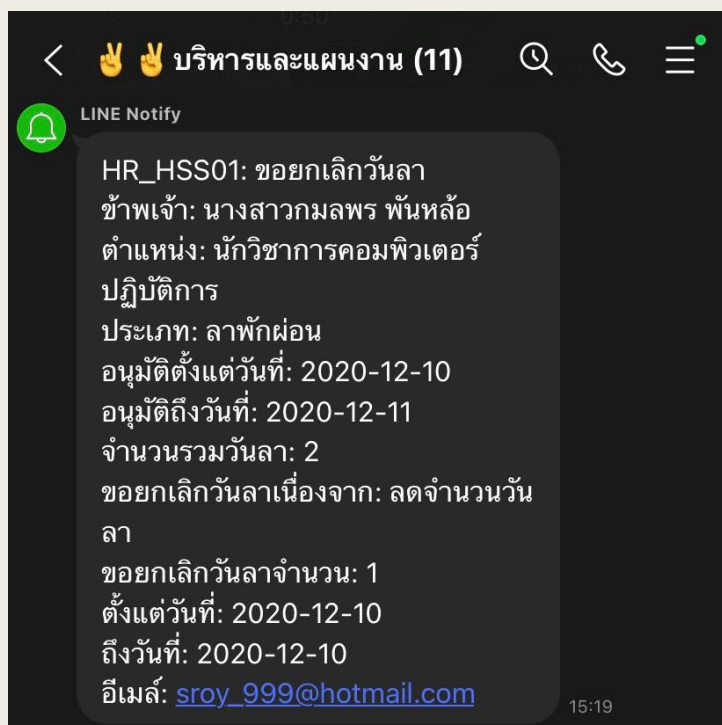 0:50
✌️✌️ บริหารและแผนงาน (11)
LINE Notify
HR_HSS01: ขอยกเลิกวันลา
ข้าพเจ้า: นางสาวกมลพร พันหล้อ
ตำแหน่ง: นักวิชาการคอมพิวเตอร์
ปฏิบัติการ
ประเภท: ลาพักผ่อน
อนุมัติตั้งแต่วันที่: 2020-12-10
อนุมัติถึงวันที่: 2020-12-11
จำนวนรวมวันลา: 2
ขอยกเลิกวันลาเนื่องจาก: ลดจำนวนวัน
ลา
ขอยกเลิกวันลาจำนวน: 1
ตั้งแต่วันที่: 2020-12-10
ถึงวันที่: 2020-12-10
อีเมล์: sroy_999@hotmail.com
15:19